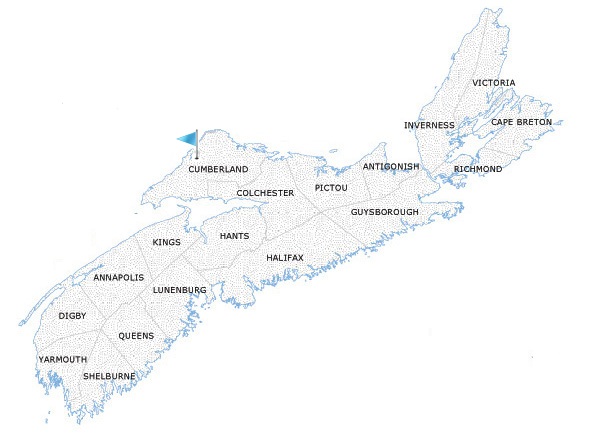 VICTORIA
CAPE BRETON
INVERNESS
ANTIGONISH
RICHMOND
CUMBERLAND
PICTOU
COLCHESTER
GUYSBOROUGH
HANTS
KINGS
HALIFAX
ANNAPOLIS
LUNENBURG
DIGBY
QUEENS
YARMOUTH
SHELBURNE